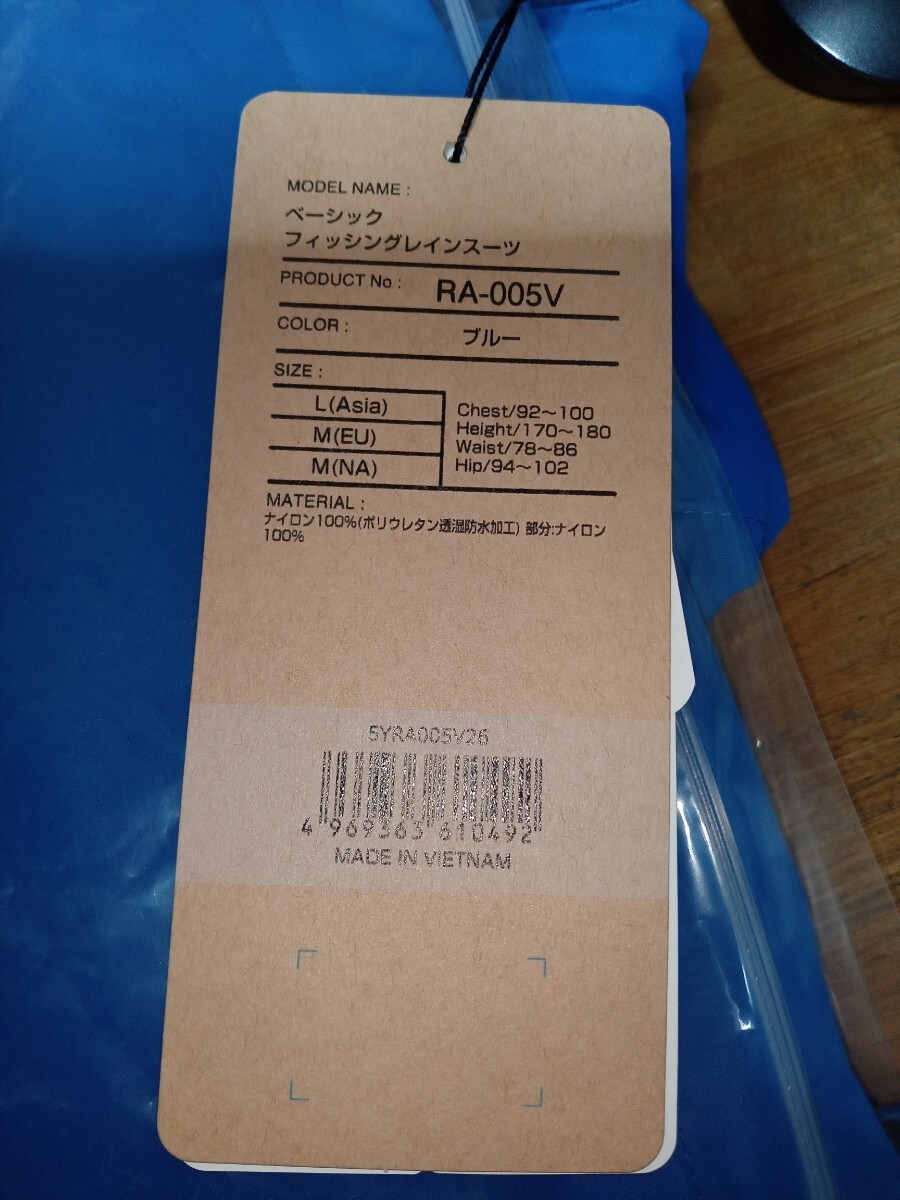 MODEL NAME :
ベーシック
フィッシングレインスーツ
PRODUCT No : RA-005V
COLOR : ブルー
SIZE :
L(Asia)
M(EU)
M(NA)
Chest/92～100
Height/170～180
Waist/78～86
Hip/94～102
MATERIAL :
ナイロン100%(ポリウレタン透湿防水加工) 部分:ナイロン
100%
5YRA005V26
4 969363 610492
MADE IN VIETNAM